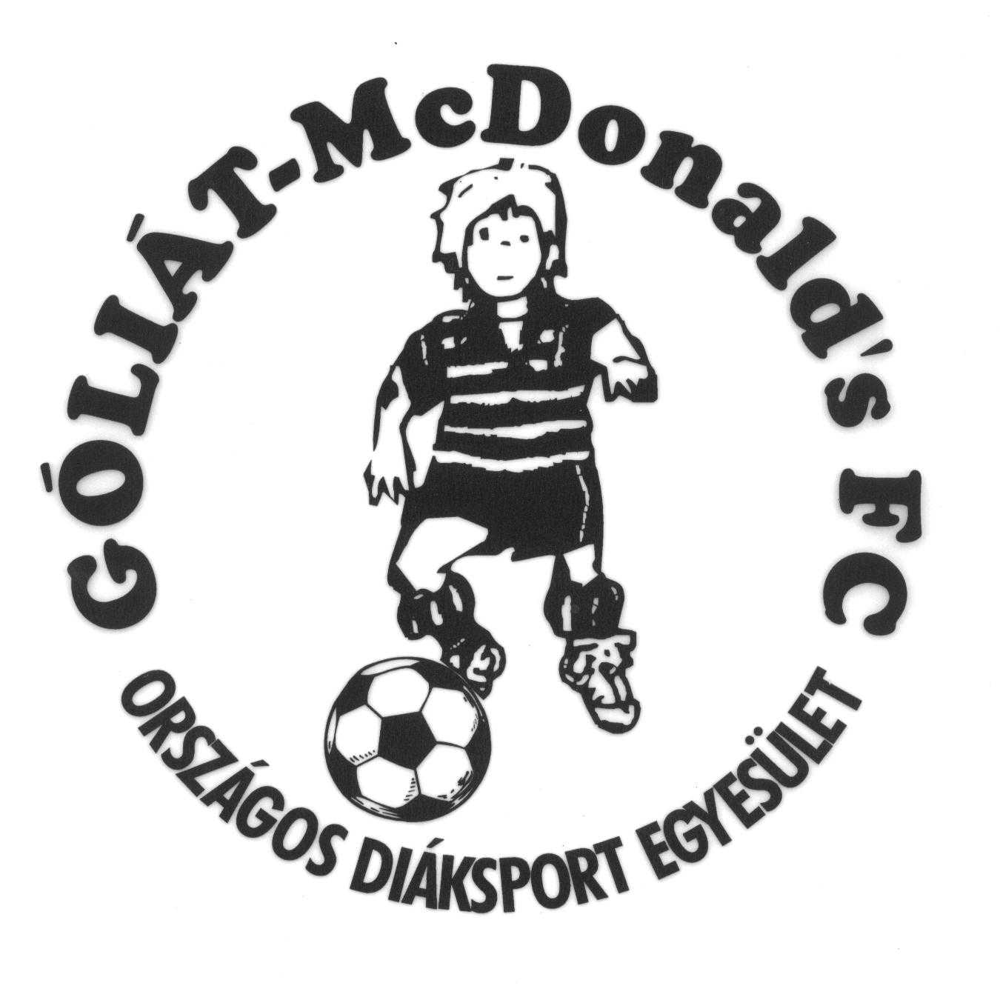 GÓLIÁT-McDonald's FC
ORSZÁGOS DIÁKSPORT EGYESÜLET